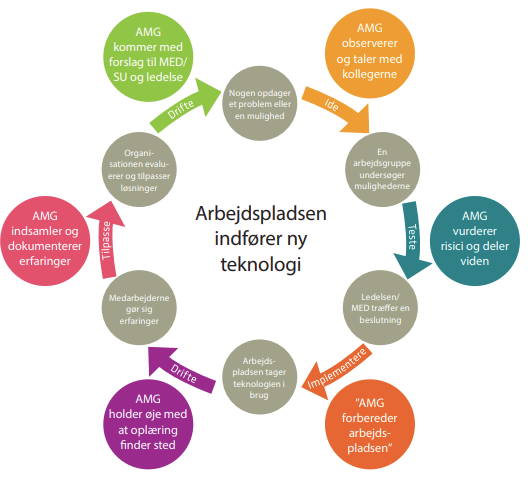 AMG
kommer med
forslag til MED/
SU og ledelse
AMG
observerer
og taler med
kollegerne
Drifte
Nogen opdager
et problem eller
en mulighed
Ide
Organi-
sationen evalu-
erer og tilpasser
løsninger
En
arbejdsgruppe
undersøger
mulighederne
AMG
indsamler og
dokumenterer
erfaringer
Tilpasse
Arbejdspladsen
indfører ny
teknologi
Teste
AMG
vurderer
risici og deler
viden
Medarbejderne
gør sig
erfaringer
Ledelsen/
MED træffer en
beslutning
Drifte
Arbejds-
pladsen tager
teknologien i
brug
Implementere
AMG
holder øje med
at oplæring
finder sted
”AMG
forbereder
arbejds-
pladsen”